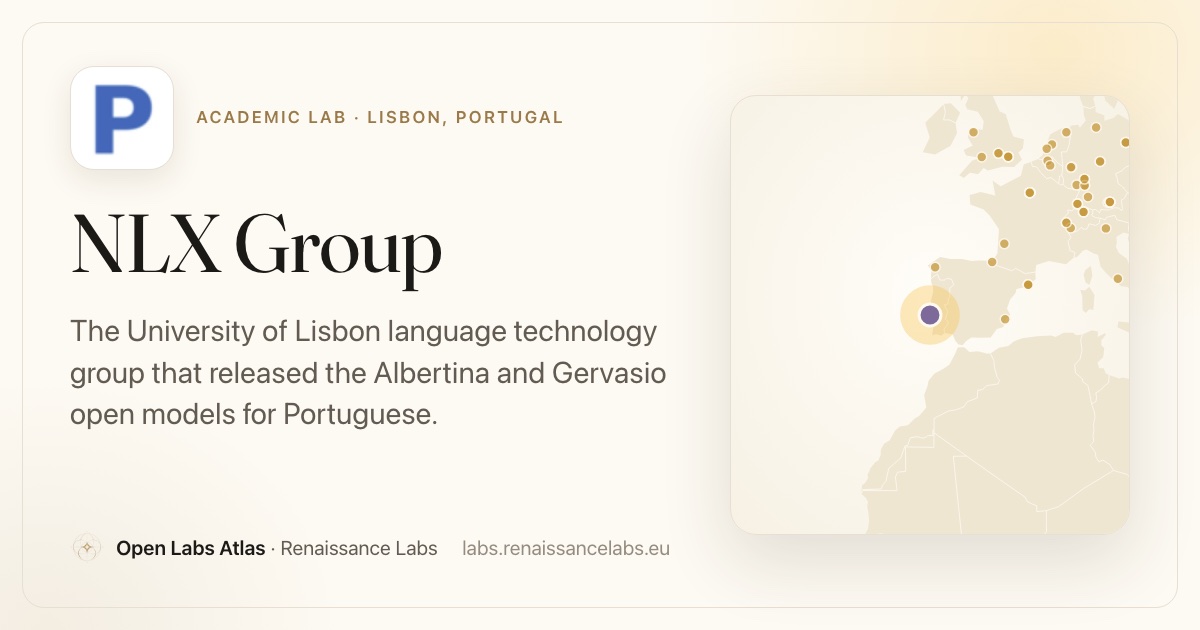 P
ACADEMIC LAB · LISBON, PORTUGAL
NLX Group
The University of Lisbon language technology
group that released the Albertina and Gervasio
open models for Portuguese.
Open Labs Atlas · Renaissance Labs labs.renaissancelabs.eu